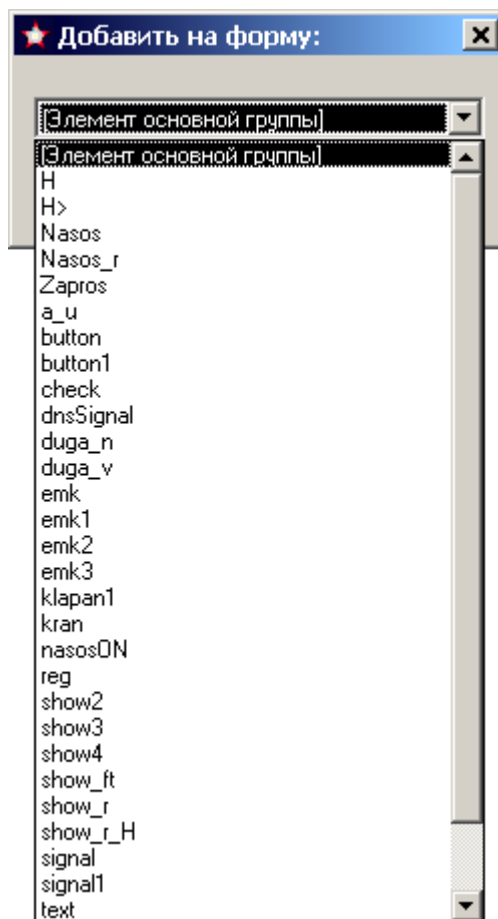 Добавить на форму:
[Элемент основной группы]
[Элемент основной группы]
H
H>
Nasos
Nasos_r
Zapros
a_u
button
button1
check
dnsSignal
duga_n
duga_v
emk
emk1
emk2
emk3
klapan1
kran
nasosON
reg
show2
show3
show4
show_ft
show_r
show_r_H
signal
signal1
text